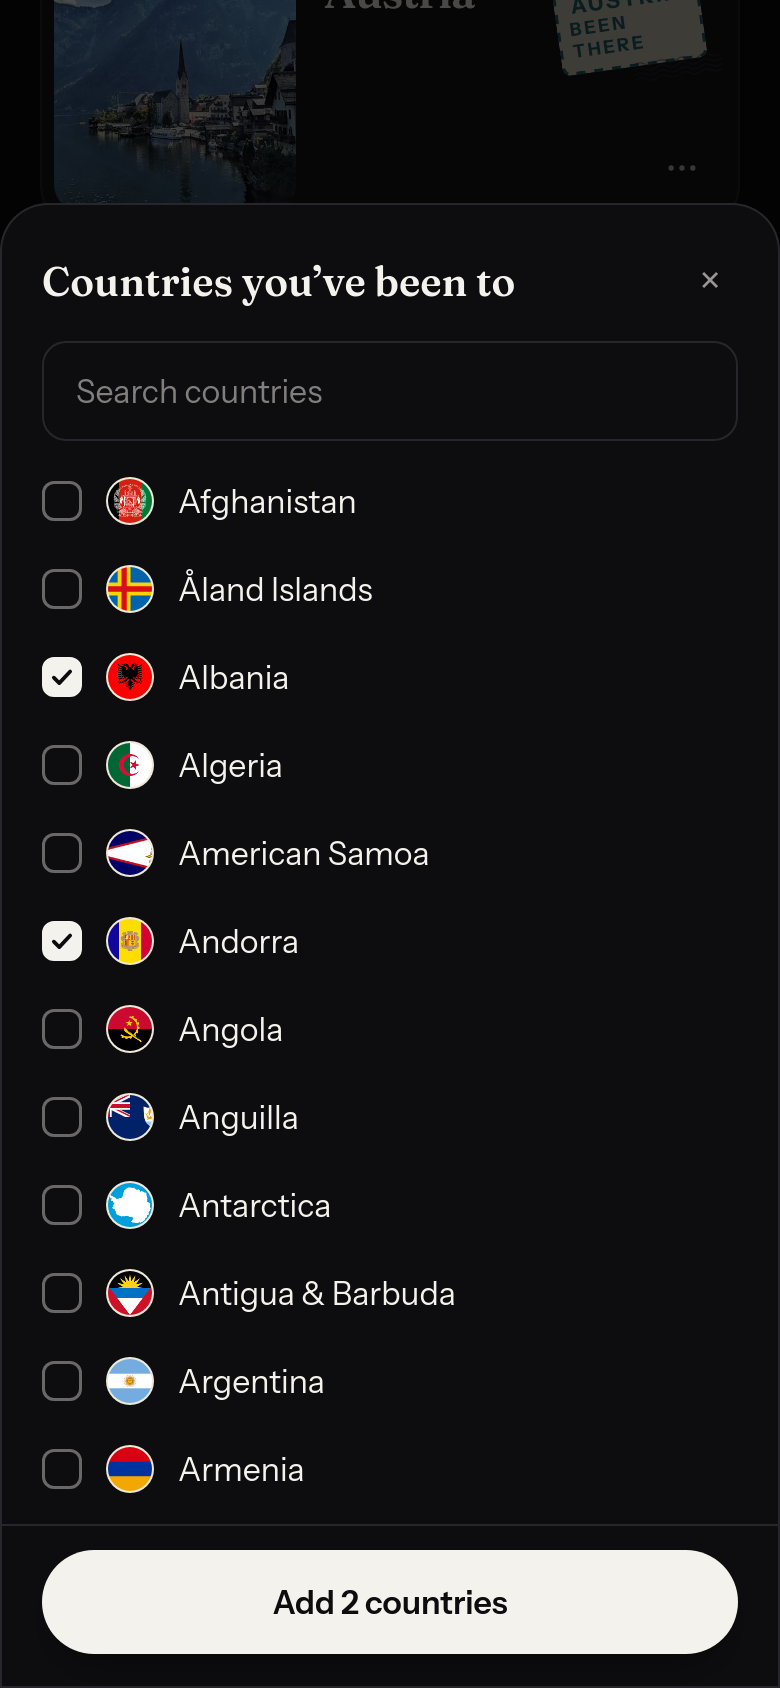 Austria
BEEN
THERE
Countries you’ve been to
Search countries
Afghanistan
Åland Islands
Albania
Algeria
American Samoa
Andorra
Angola
Anguilla
Antarctica
Antigua & Barbuda
Argentina
Armenia
Add 2 countries